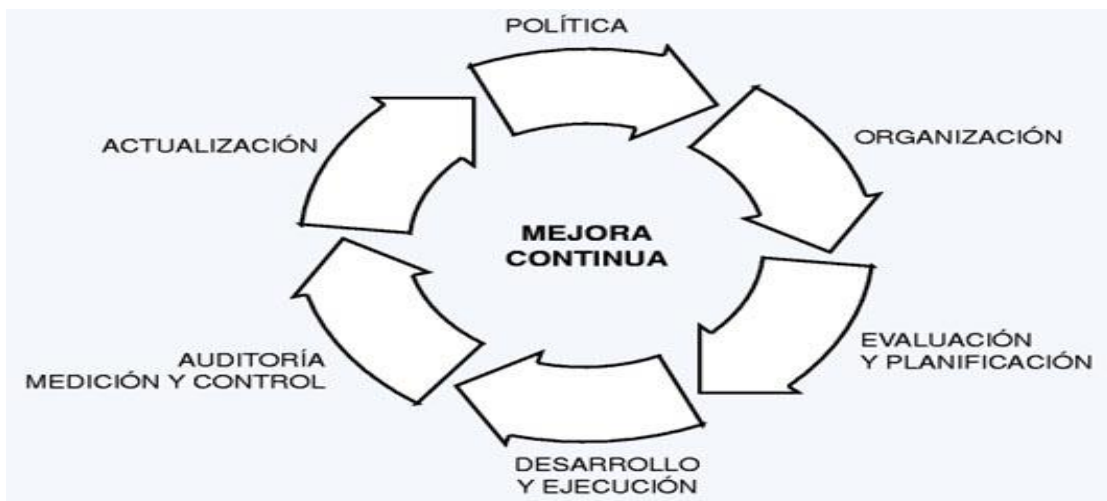 POLÍTICA
ORGANIZACIÓN
EVALUACIÓN
Y PLANIFICACIÓN
DESARROLLO
Y EJECUCIÓN
AUDITORÍA
MEDICIÓN Y CONTROL
ACTUALIZACIÓN
MEJORA
CONTINUA